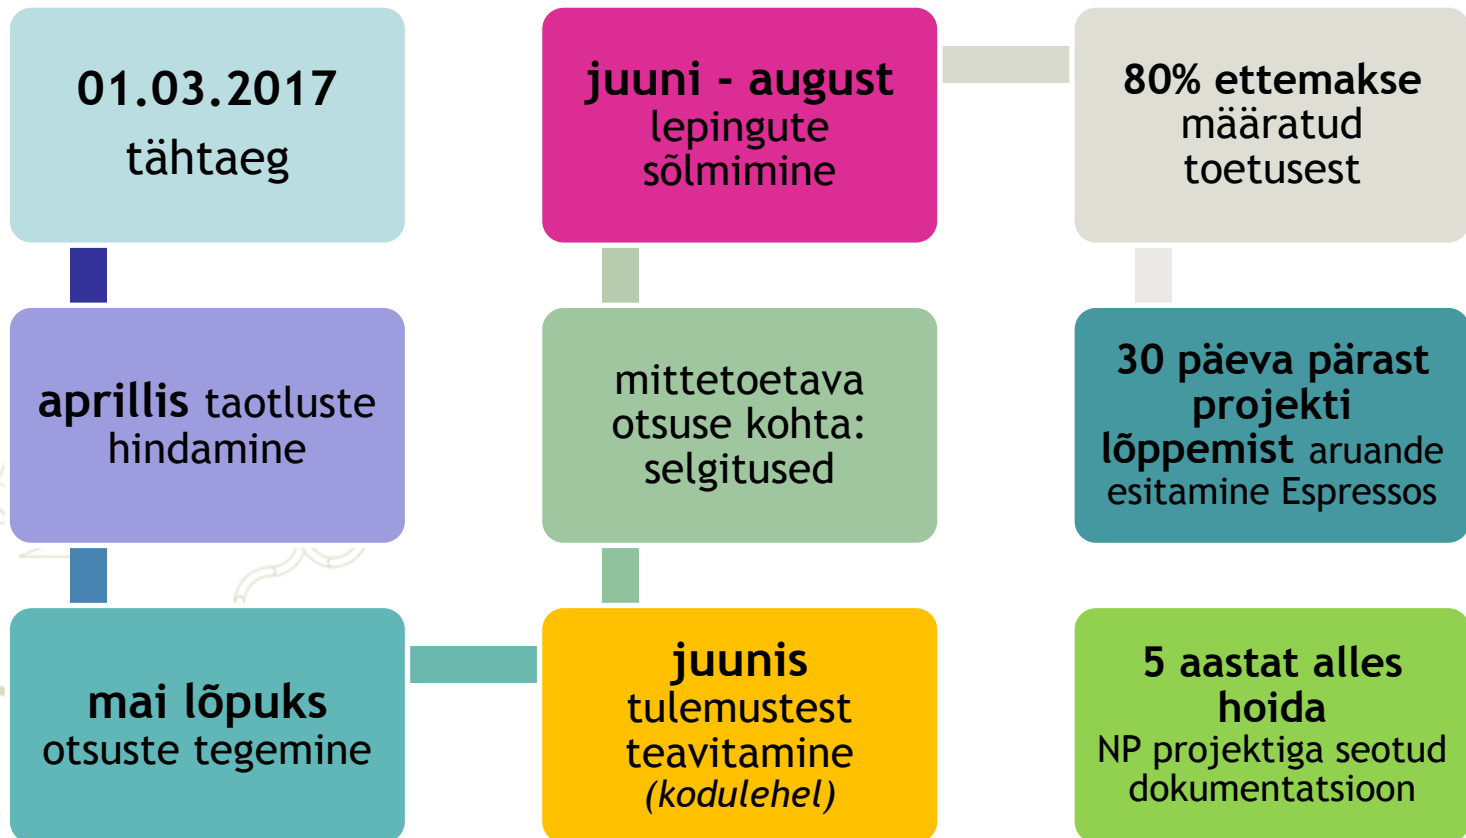 01.03.2017
tähtaeg
aprillis taotluste
hindamine
mai lõpuks
otsuste tegemine
juunis
tulemustest
teavitamine
(kodulehel)
mittetoetava
otsuse kohta:
selgitused
juuni - august
lepingute
sõlmimine
80% ettemakse
määratud
toetusest
30 päeva pärast
projekti
lõppemist aruande
esitamine Espressos
5 aastat alles
hoida
NP projektiga seotud
dokumentatsioon